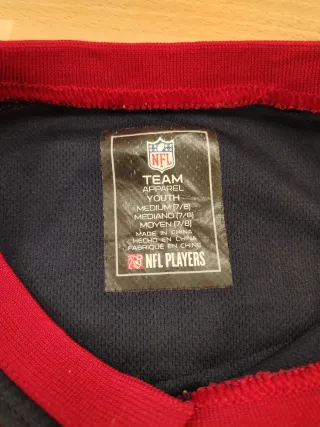 NFL
TEAM
APPAREL
YOUTH
MEDIUM (7/8)
MEDIANO (7/8)
MOYEN (7/8)
MADE IN CHINA
HECHO EN CHINA
FABRIQUÉ EN CHINE
NFL PLAYERS